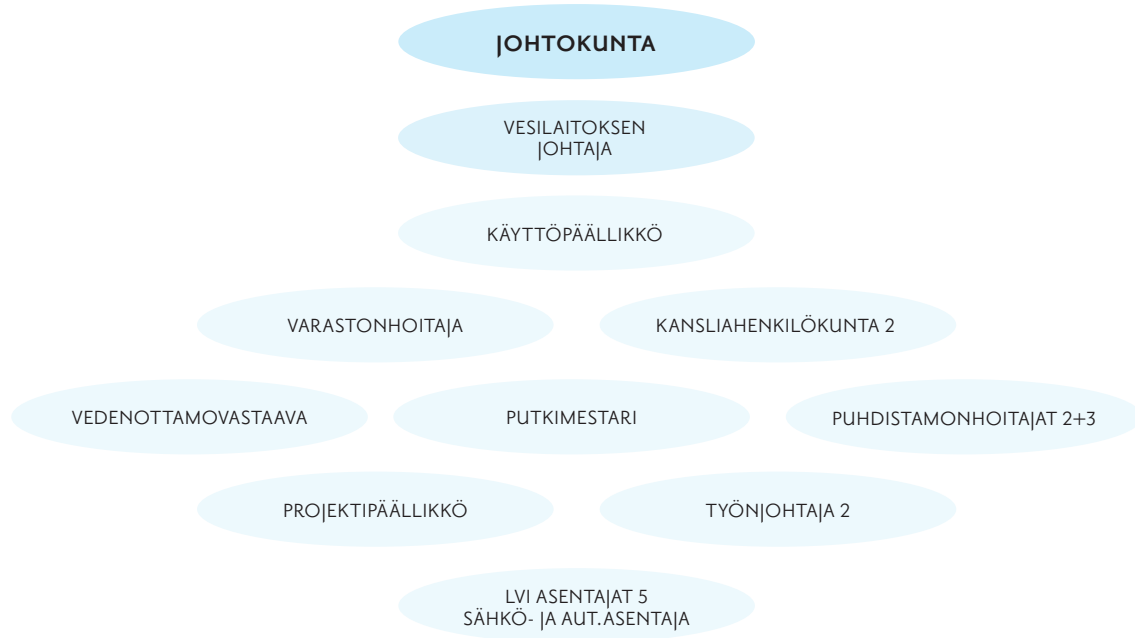 JOHTOKUNTA
VESILAITOKSEN
JOHTAJA
KÄYTTÖPÄÄLLIKKÖ
VARASTONHOITAJA
KANSLIAHENKILÖKUNTA 2
VEDENOTTAMOVASTAAVA
PUTKIMESTARI
PUHDISTAMONHOITAJAT 2+3
PROJEKTIPÄÄLLIKKÖ
TYÖNJOHTAJA 2
LVI ASENTAJAT 5
SÄHKÖ- JA AUT.ASENTAJA